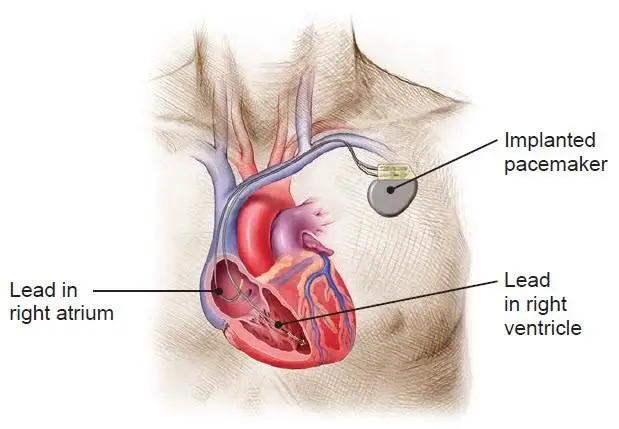 Implanted
pacemaker
Lead in
right atrium
Lead
in right
ventricle